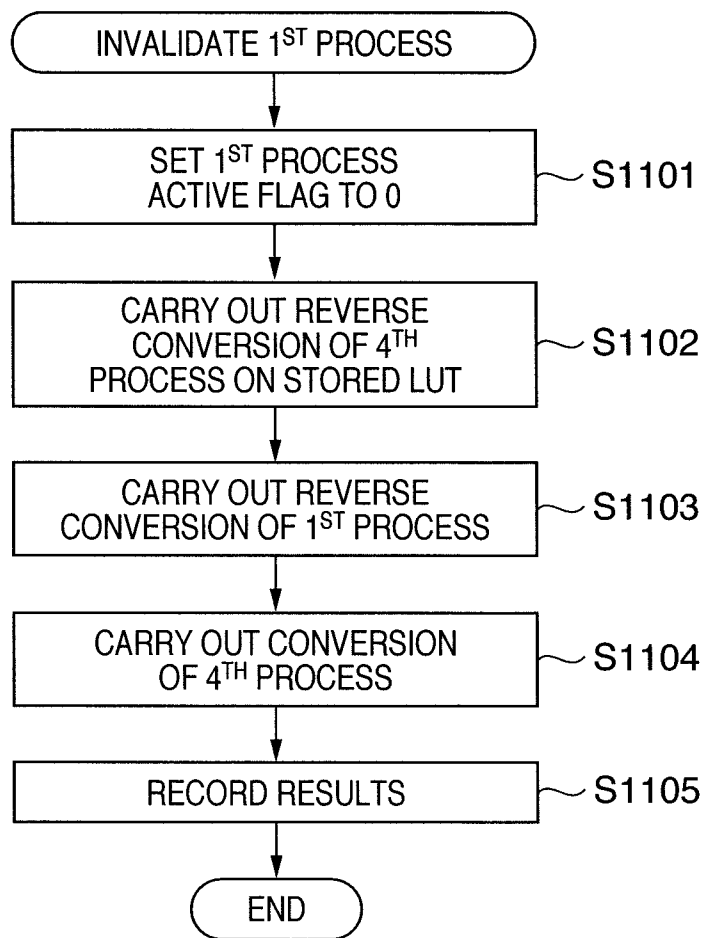 INVALIDATE 1ST PROCESS
SET 1ST PROCESS
ACTIVE FLAG TO 0
S1101
CARRY OUT REVERSE
CONVERSION OF 4TH
PROCESS ON STORED LUT
S1102
CARRY OUT REVERSE
CONVERSION OF 1ST PROCESS
S1103
CARRY OUT CONVERSION
OF 4TH PROCESS
S1104
RECORD RESULTS
S1105
END